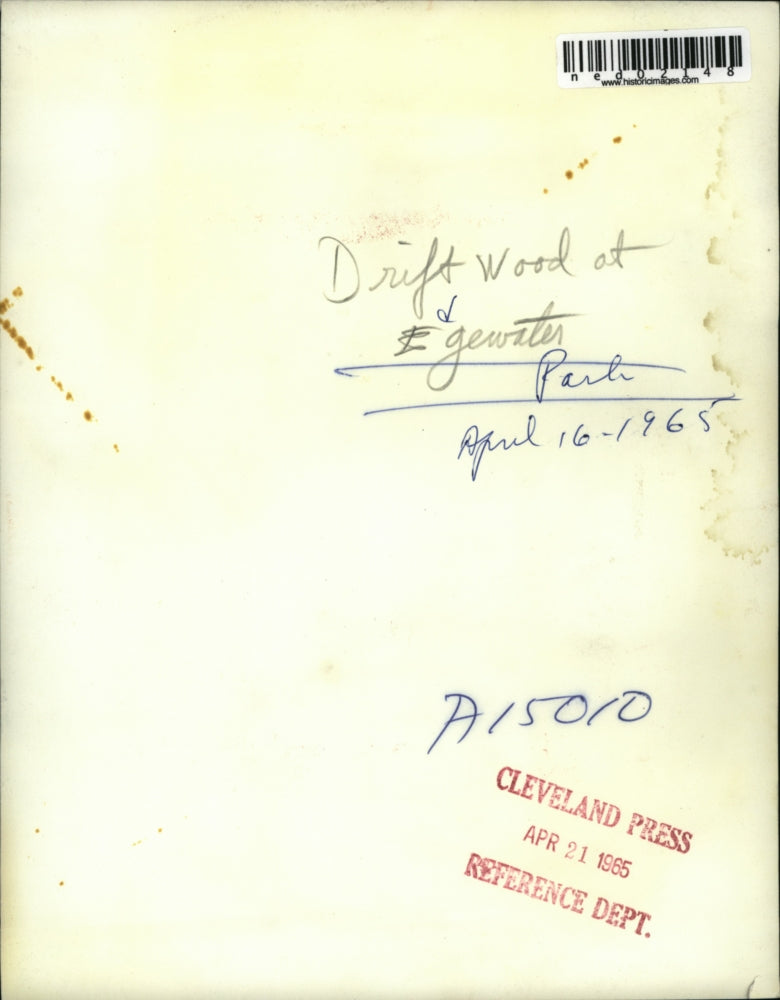 ned02148
www.historicimages.com
Drift Wood at
Edgewater
Park
April 16-1965
A15010
CLEVELAND PRESS
APR 21 1965
REFERENCE DEPT.